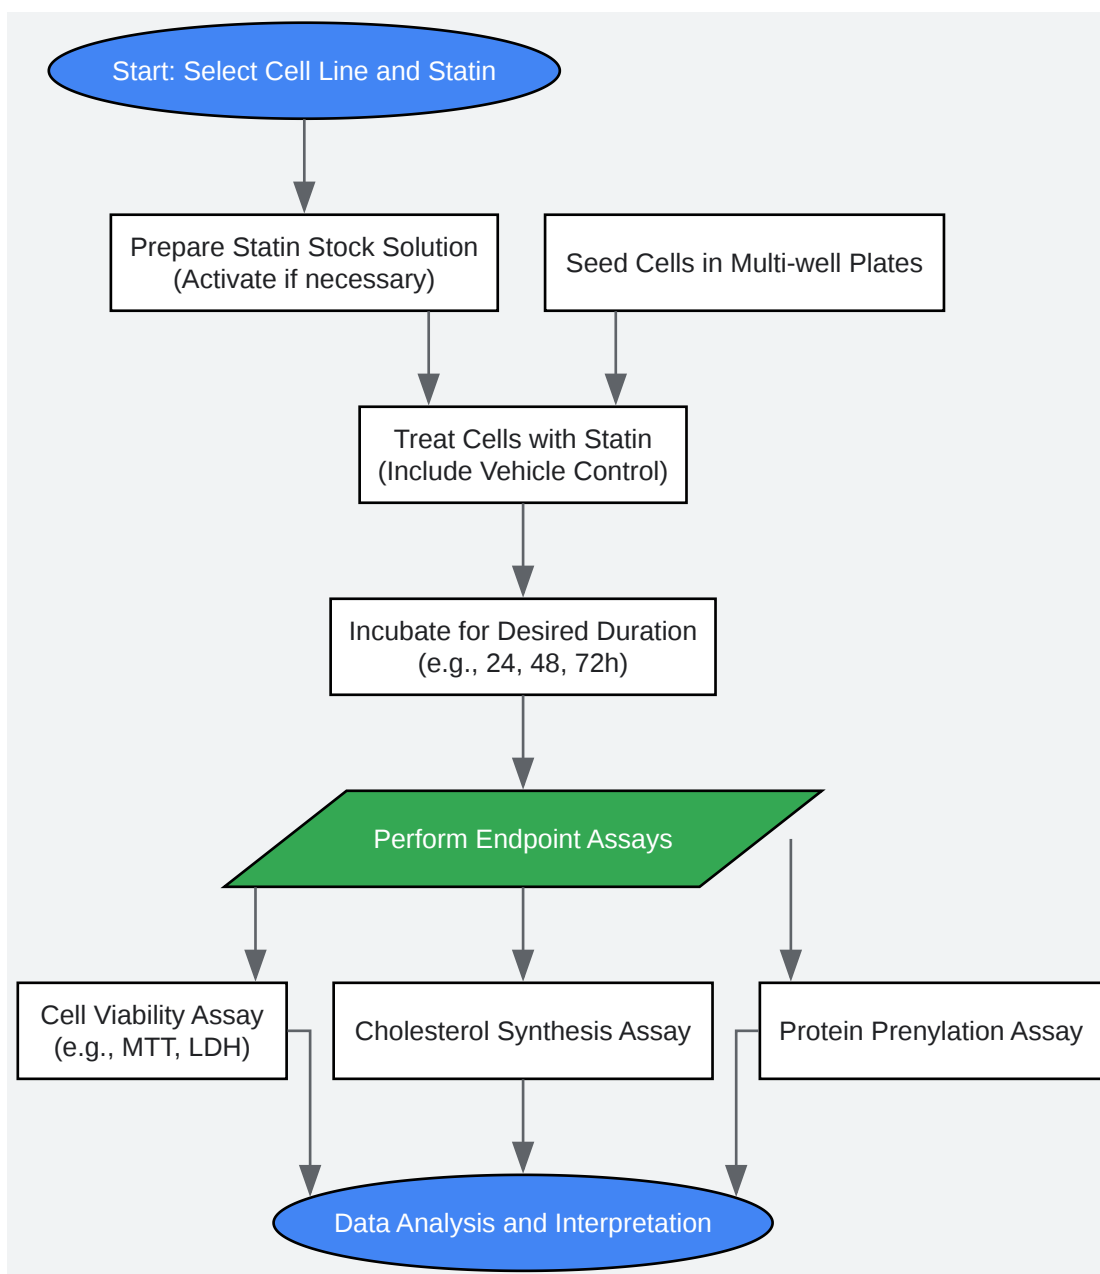 Start: Select Cell Line and Statin
Prepare Statin Stock Solution
(Activate if necessary)
Seed Cells in Multi-well Plates
Treat Cells with Statin
(Include Vehicle Control)
Incubate for Desired Duration
(e.g., 24, 48, 72h)
Perform Endpoint Assays
Cell Viability Assay
(e.g., MTT, LDH)
Cholesterol Synthesis Assay
Protein Prenylation Assay
Data Analysis and Interpretation